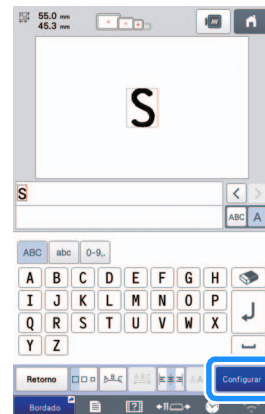 55.0 mm
45.3 mm
S
S
ABC A
ABC abc 0-9,.
A B C D E F G H
I J K L M N O P
Q R S T U V W X
Y Z
Retorno Configurar
Bordado